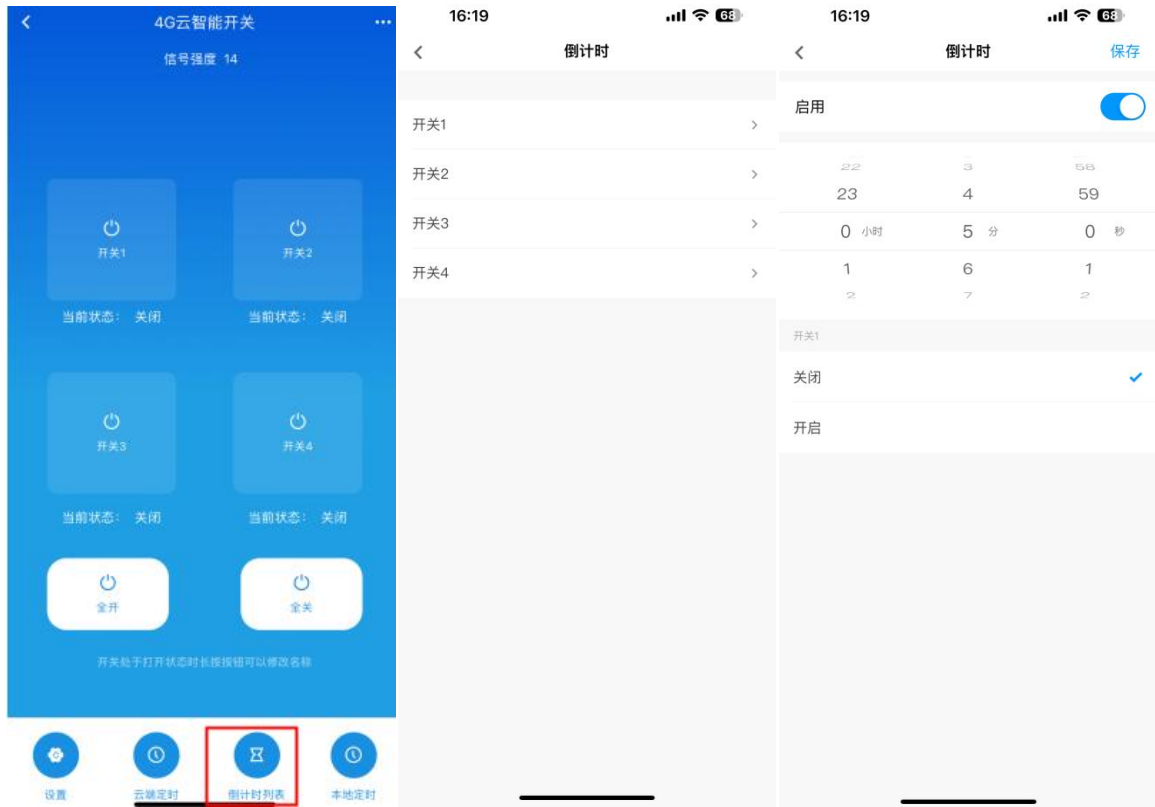 4G云智能开关
信号强度 14
开关1
开关2
当前状态： 关闭
当前状态： 关闭
开关3
开关4
当前状态： 关闭
当前状态： 关闭
全开
全关
开关处于打开状态时长按按钮可以修改名称
设置
云端定时
倒计时列表
本地定时
16:19
68
倒计时
开关1
开关2
开关3
开关4
16:19
68
倒计时
保存
启用
22 3 58
23 4 59
0 小时 5 分 0 秒
1 6 1
2 7 2
开关1
关闭
开启